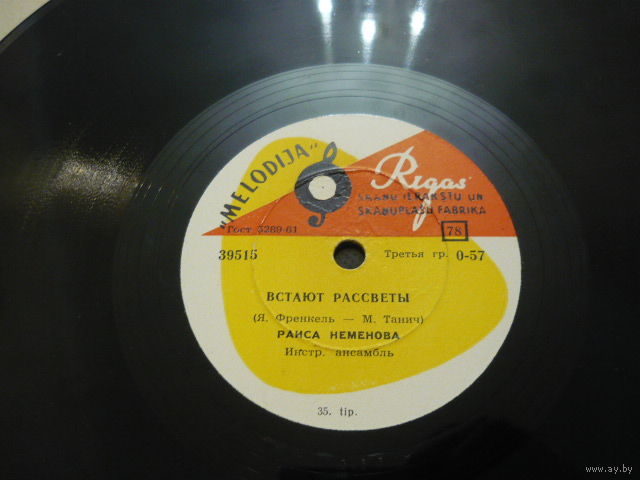 „MELODIJA“
Rīgas
SKAŅU IERAKSTU UN
SKAŅUPLAŠU FABRIKA
Гост 5289-61
78
39515
Третья гр. 0-57
ВСТАЮТ РАССВЕТЫ
(Я. Френкель — М. Танич)
РАИСА НЕМЕНОВА
Инстр. ансамбль
35. tip.
www.ay.by